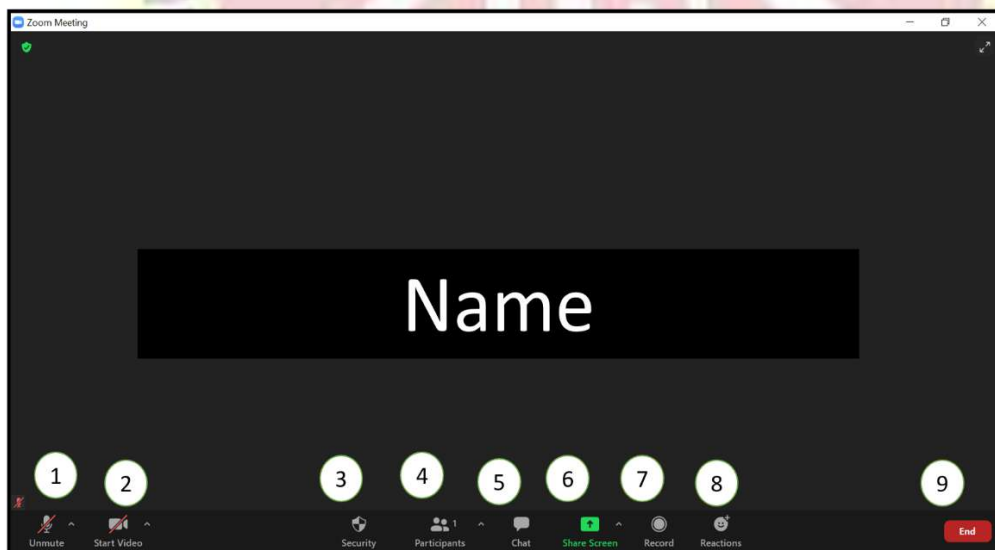 Zoom Meeting
Name
1
2
3
4
5
6
7
8
9
Unmute
Start Video
Security
Participants
1
Chat
Share Screen
Record
Reactions
End